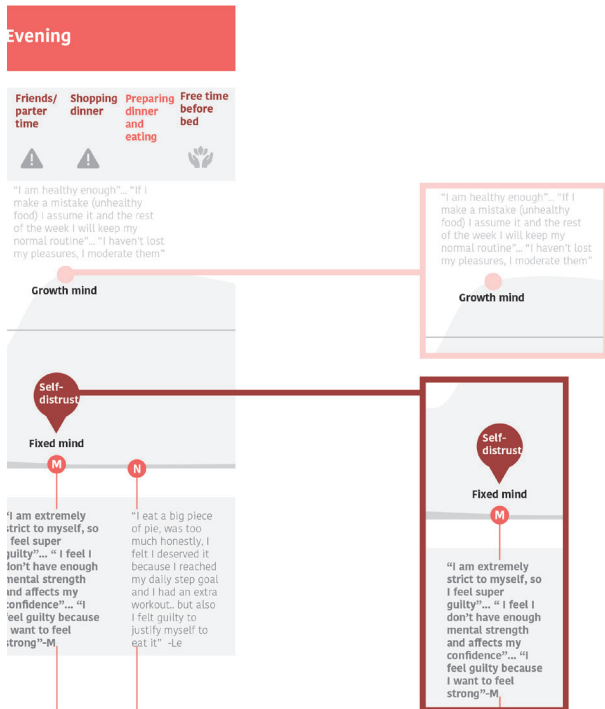 Evening
Friends/
parter
time
Shopping
dinner
Preparing
dinner
and
eating
Free time
before
bed
"I am healthy enough"... "If I
make a mistake (unhealthy
food) I assume it and the rest
of the week I will keep my
normal routine"... "I haven't lost
my pleasures, I moderate them"
Growth mind
Self-
distrust
Fixed mind
M
N
"I am extremely
strict to myself, so
I feel super
guilty"... " I feel I
don't have enough
mental strength
and affects my
confidence"... "I
feel guilty because
I want to feel
strong"-M
"I eat a big piece
of pie, was too
much honestly, I
felt I deserved it
because I reached
my daily step goal
and I had an extra
workout.. but also
I felt guilty to
justify myself to
eat it" -Le
"I am healthy enough"... "If I
make a mistake (unhealthy
food) I assume it and the rest
of the week I will keep my
normal routine"... "I haven't lost
my pleasures, I moderate them"
Growth mind
Self-
distrust
Fixed mind
M
"I am extremely
strict to myself, so
I feel super
guilty"... " I feel I
don't have enough
mental strength
and affects my
confidence"... "I
feel guilty because
I want to feel
strong"-M